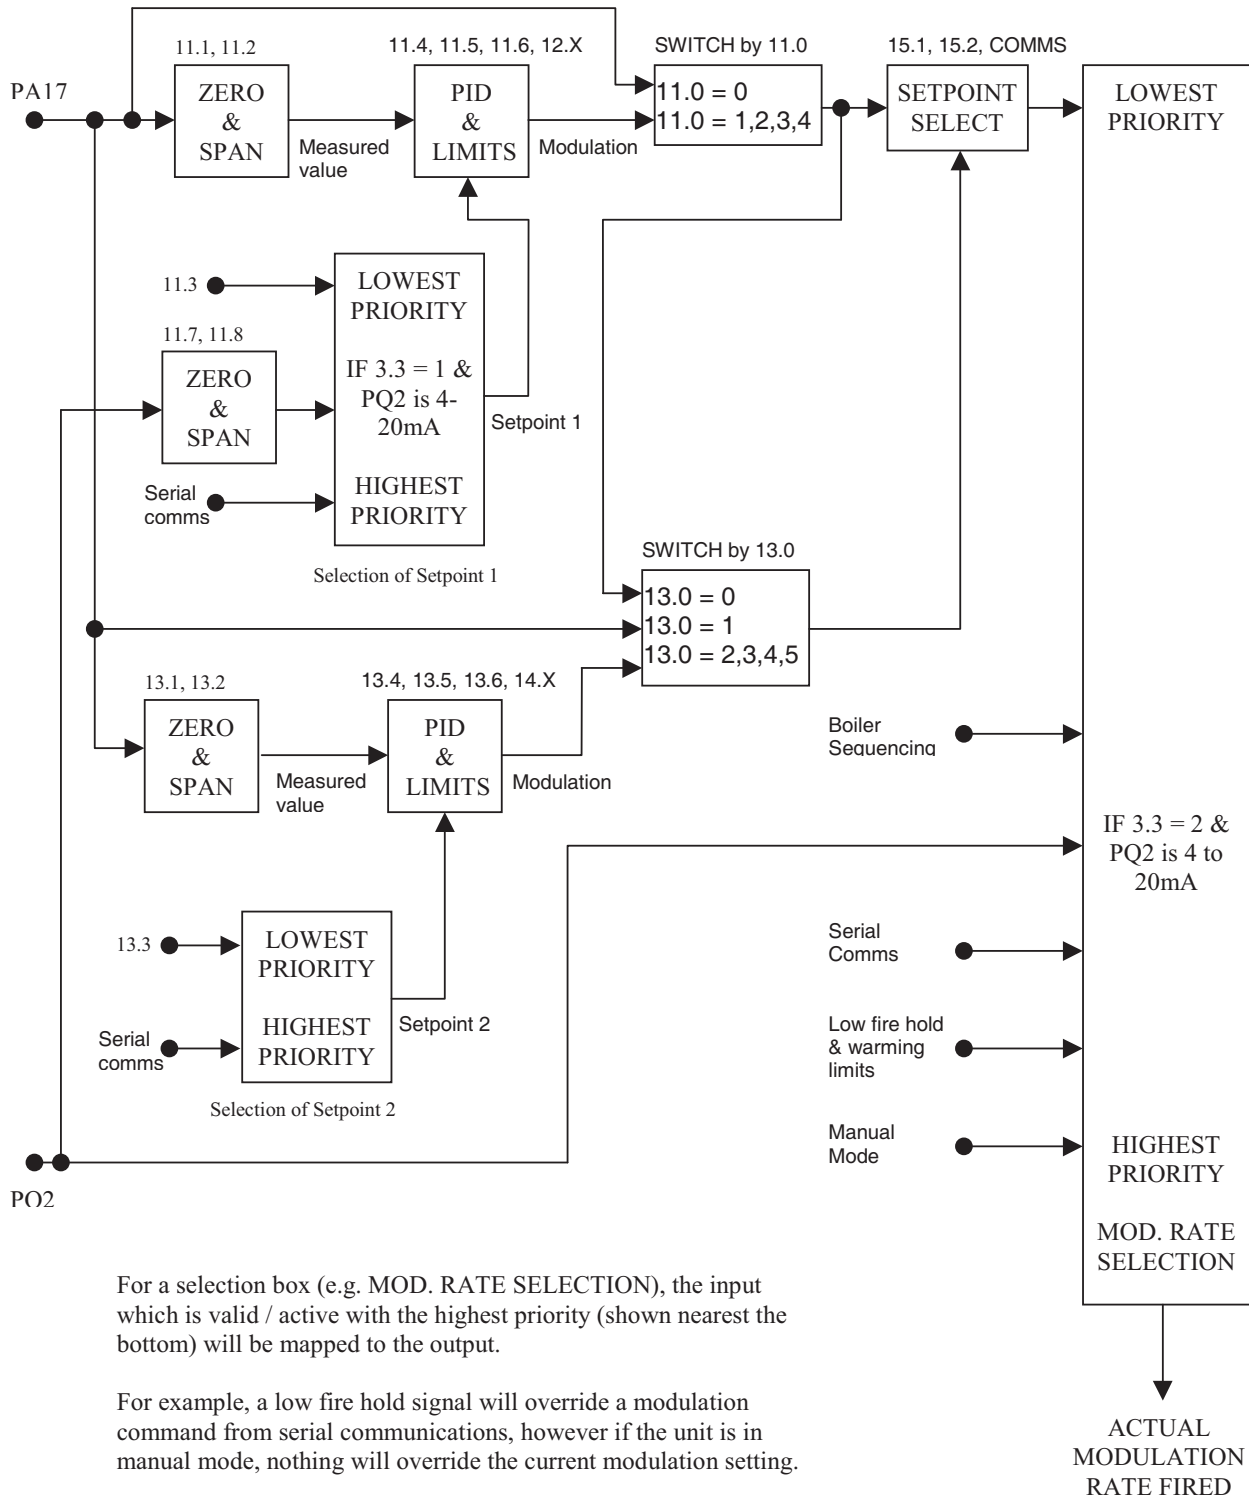 11.1, 11.2
11.4, 11.5, 11.6, 12.X
SWITCH by 11.0
15.1, 15.2, COMMS
PA17
ZERO
&
SPAN
Measured
value
PID
&
LIMITS
Modulation
11.0 = 0
11.0 = 1,2,3,4
SETPOINT
SELECT
LOWEST
PRIORITY
11.3
LOWEST
PRIORITY
11.7, 11.8
ZERO
&
SPAN
IF 3.3 = 1 &
PQ2 is 4-
20mA
Setpoint 1
Serial
comms
HIGHEST
PRIORITY
Selection of Setpoint 1
SWITCH by 13.0
13.0 = 0
13.0 = 1
13.0 = 2,3,4,5
13.1, 13.2
13.4, 13.5, 13.6, 14.X
ZERO
&
SPAN
Measured
value
PID
&
LIMITS
Modulation
Boiler
Sequencing
IF 3.3 = 2 &
PQ2 is 4 to
20mA
13.3
LOWEST
PRIORITY
Serial
Comms
Serial
comms
HIGHEST
PRIORITY
Setpoint 2
Low fire hold
& warming
limits
Selection of Setpoint 2
Manual
Mode
HIGHEST
PRIORITY
PQ2
MOD. RATE
SELECTION
For a selection box (e.g. MOD. RATE SELECTION), the input
which is valid / active with the highest priority (shown nearest the
bottom) will be mapped to the output.
For example, a low fire hold signal will override a modulation
command from serial communications, however if the unit is in
manual mode, nothing will override the current modulation setting.
ACTUAL
MODULATION
RATE FIRED